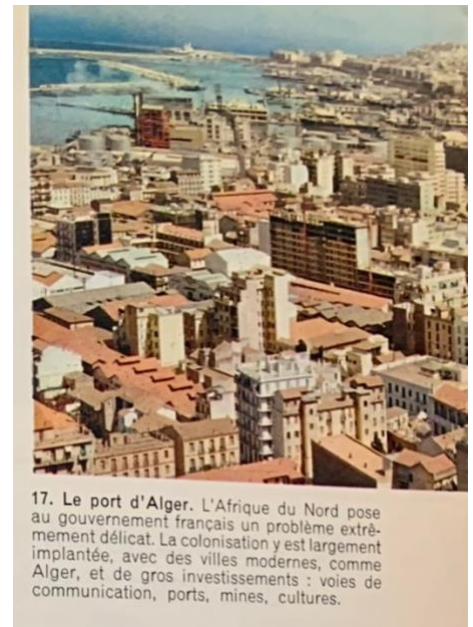 17. Le port d'Alger. L'Afrique du Nord pose
au gouvernement français un problème extrê-
mement délicat. La colonisation y est largement
implantée, avec des villes modernes, comme
Alger, et de gros investissements : voies de
communication, ports, mines, cultures.